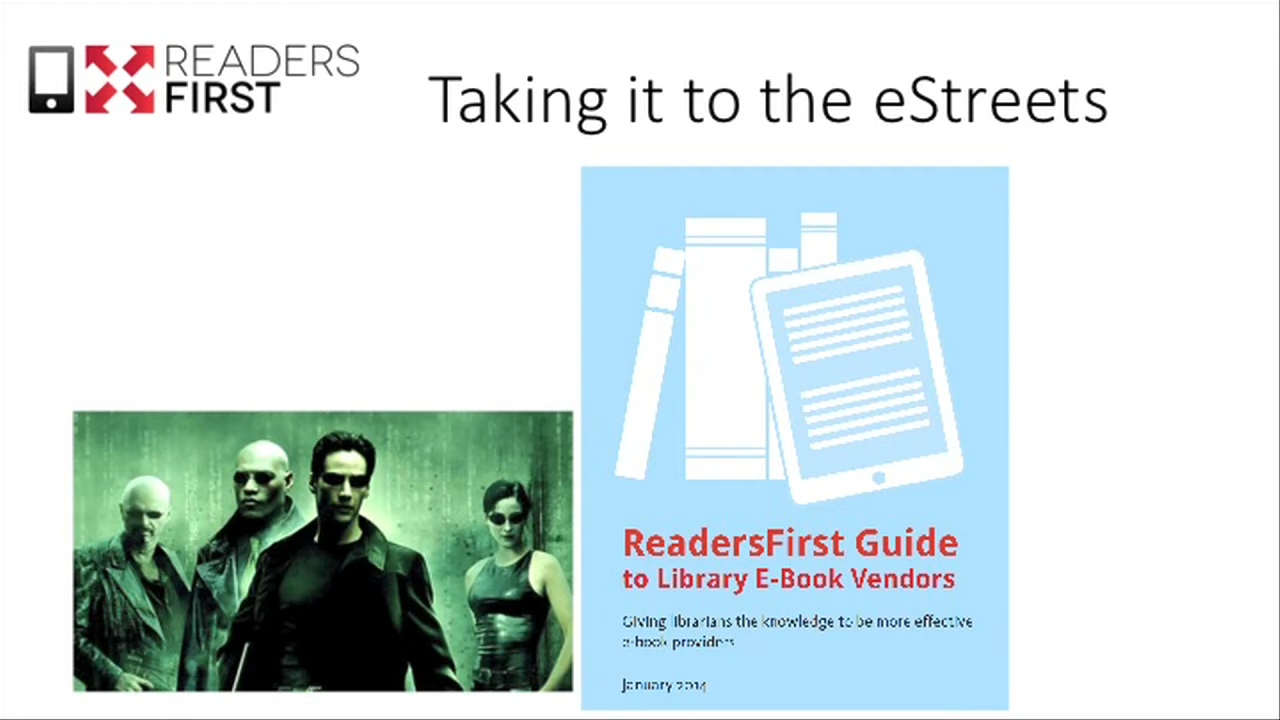 READERS
FIRST
Taking it to the eStreets
ReadersFirst Guide
to Library E-Book Vendors
Giving librarians the knowledge to be more effective
e-book providers
January 2014